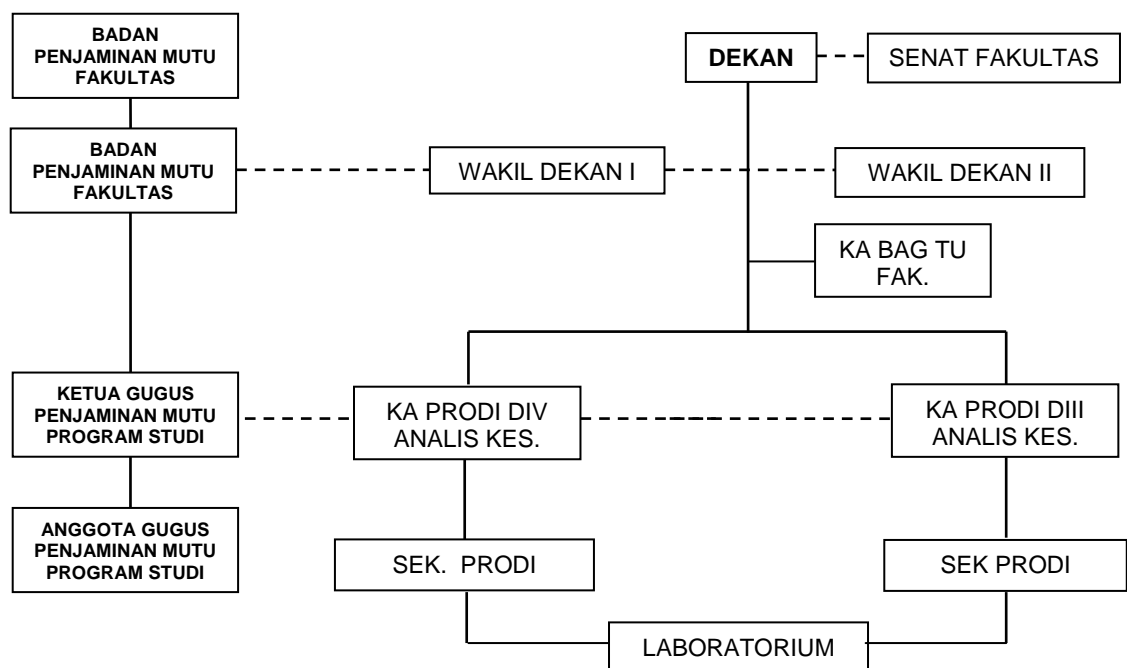 BADAN
PENJAMINAN MUTU
FAKULTAS
DEKAN
SENAT FAKULTAS
BADAN
PENJAMINAN MUTU
FAKULTAS
WAKIL DEKAN I
WAKIL DEKAN II
KA BAG TU
FAK.
KETUA GUGUS
PENJAMINAN MUTU
PROGRAM STUDI
KA PRODI DIV
ANALIS KES.
KA PRODI DIII
ANALIS KES.
ANGGOTA GUGUS
PENJAMINAN MUTU
PROGRAM STUDI
SEK. PRODI
SEK PRODI
LABORATORIUM